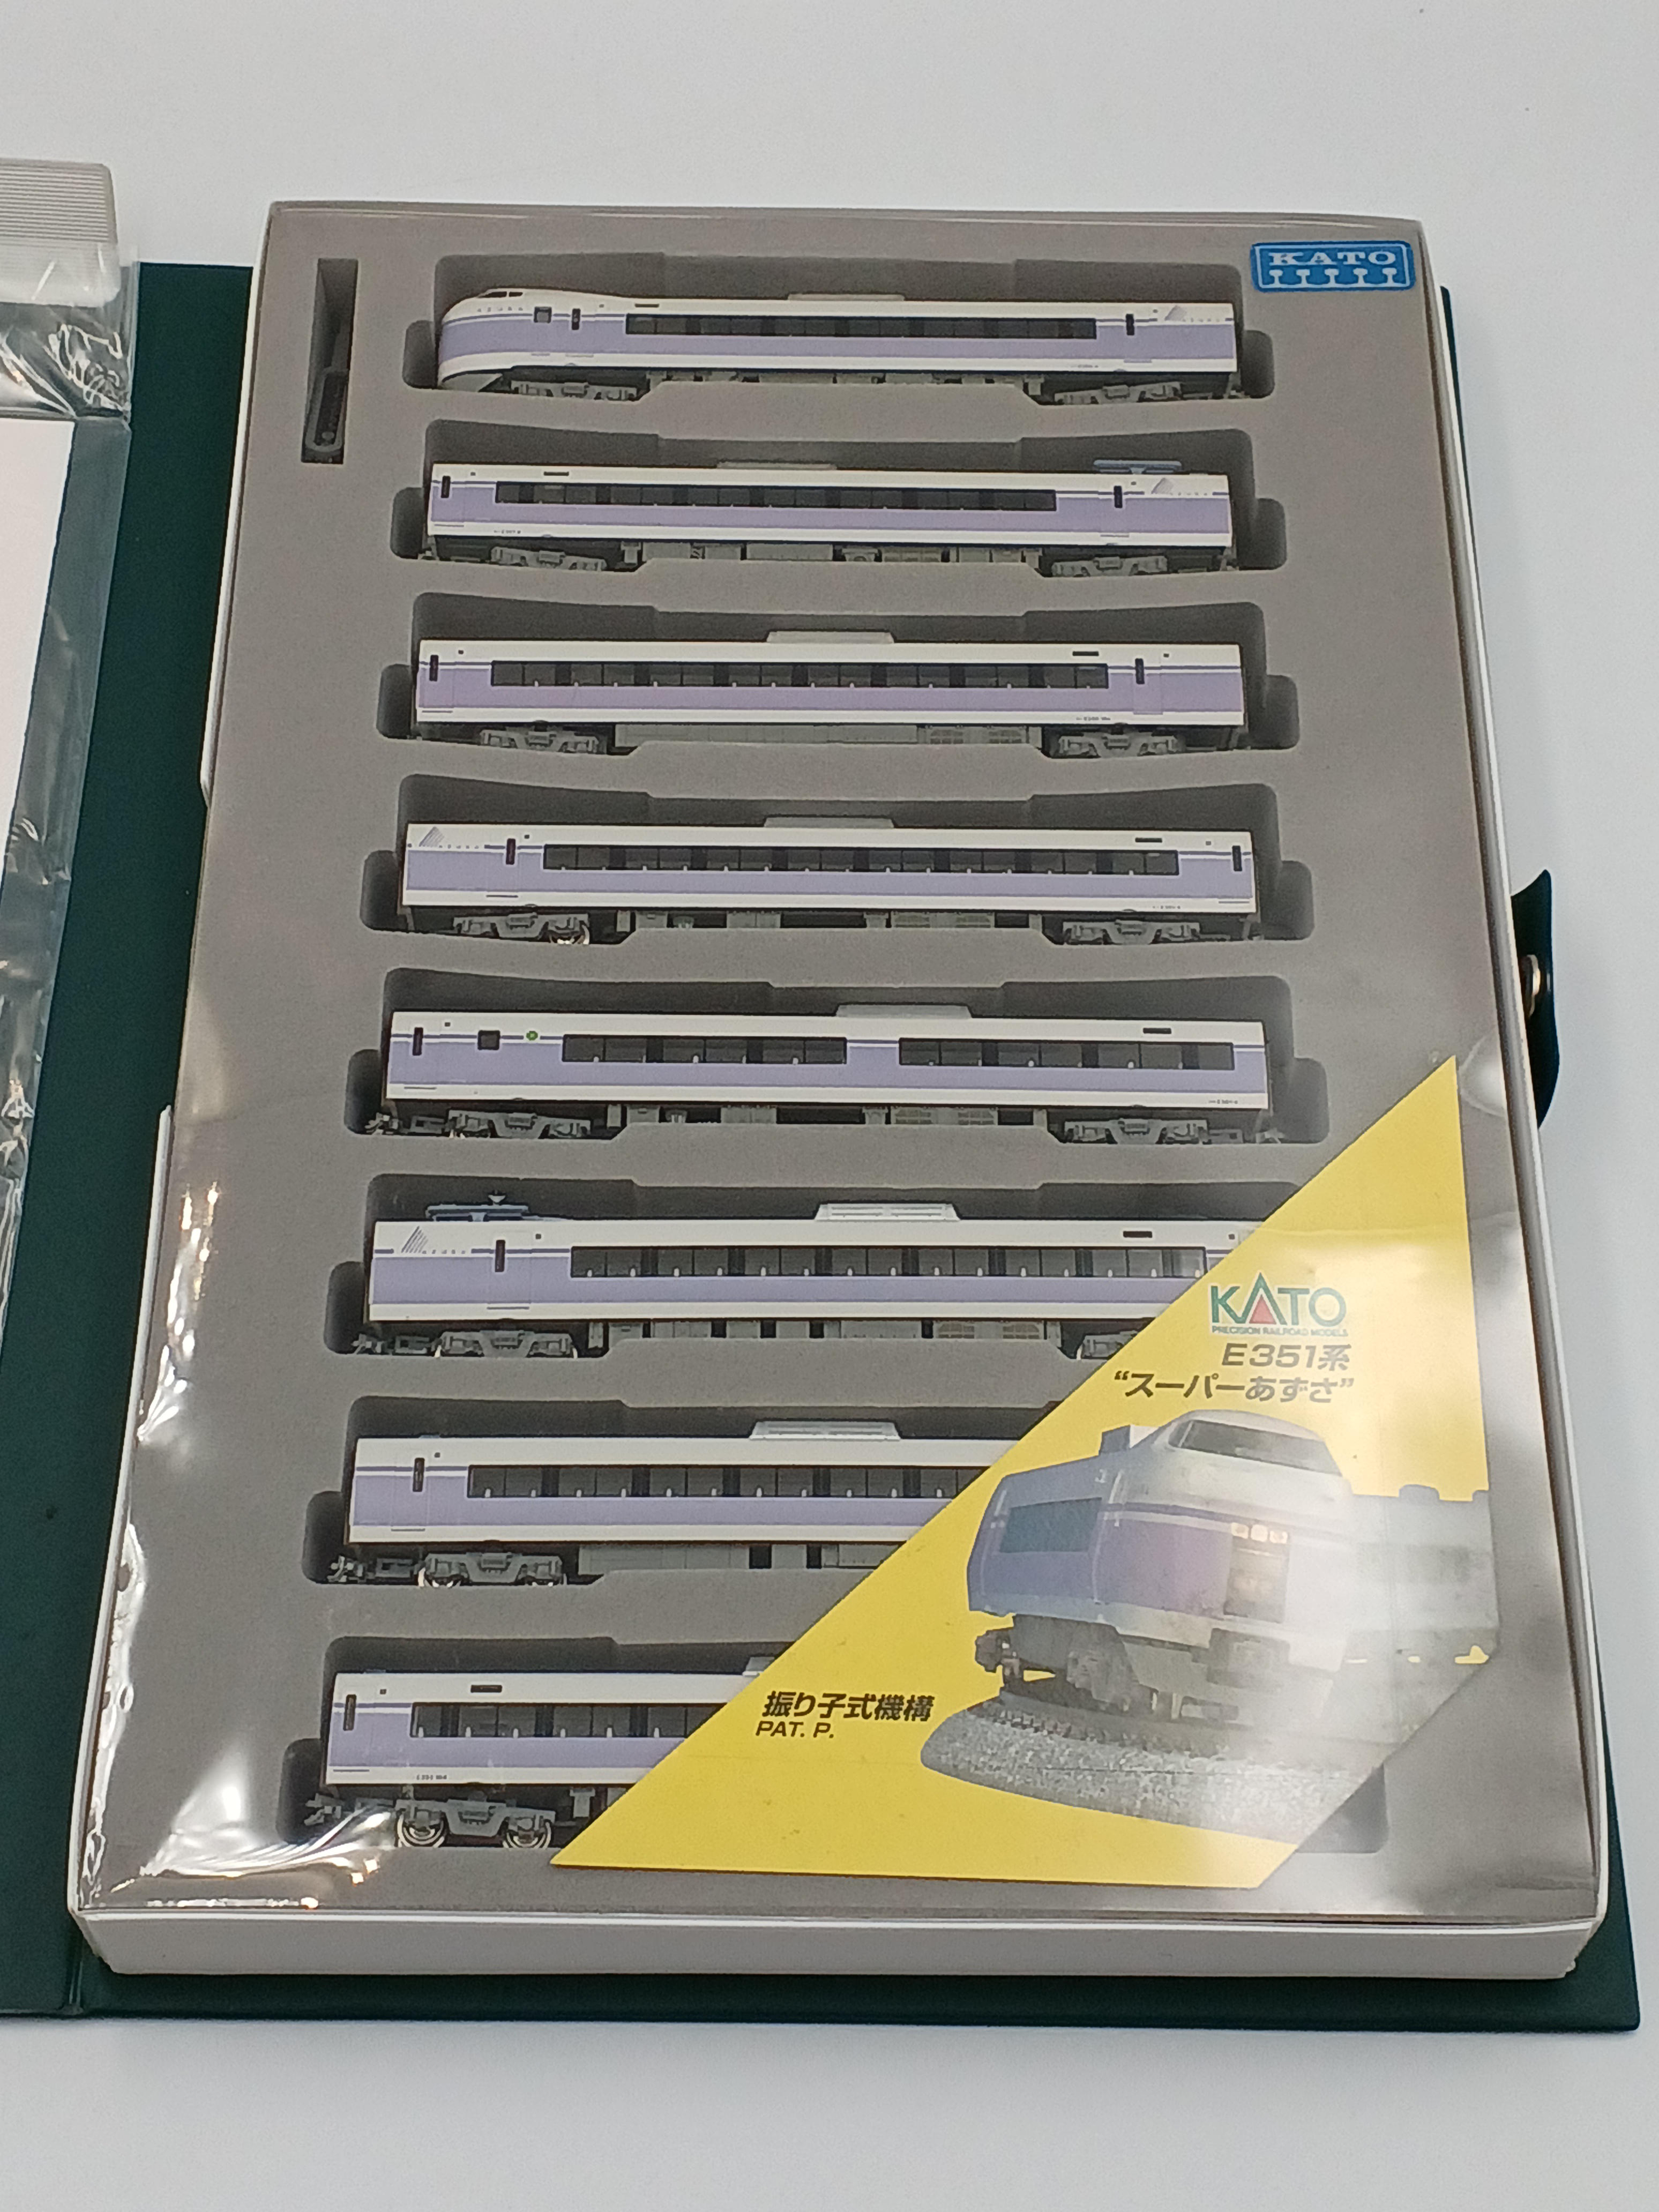 KATO
KATO
PRECISION RAILROAD MODELS
E351系
“スーパーあずさ”
振り子式機構
PAT. P.